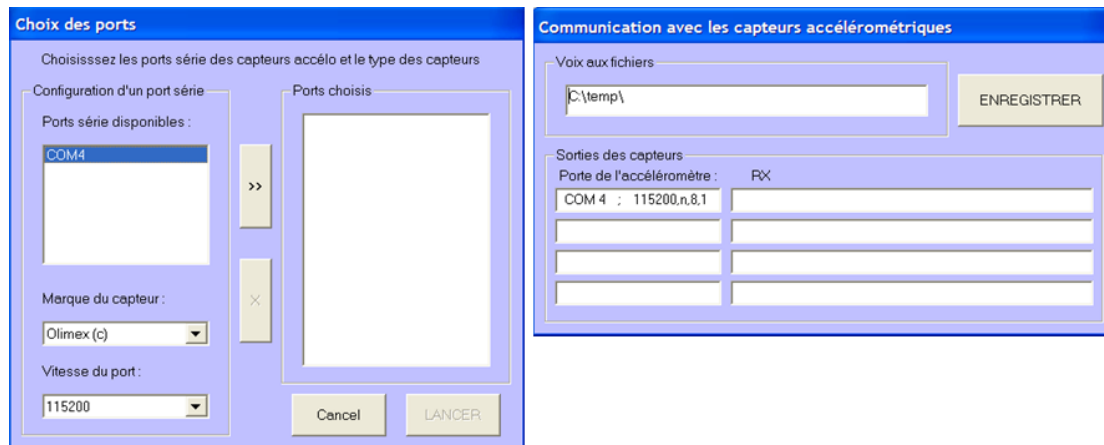 Choix des ports
Choisisssez les ports série des capteurs accélo et le type des capteurs
Configuration d'un port série
Ports série disponibles :
COM4
Marque du capteur :
Olimex (c)
Vitesse du port :
115200
>>
X
Ports choisis
Cancel
LANCER
Communication avec les capteurs accélérométriques
Voix aux fichiers
C:\temp\
ENREGISTRER
Sorties des capteurs
Porte de l'accéléromètre : RX
COM 4 ; 115200,n,8,1